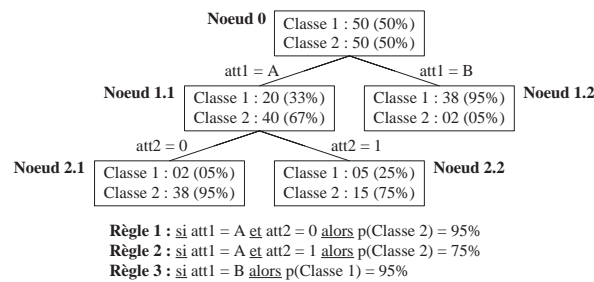 Noeud 0
Classe 1 : 50 (50%)
Classe 2 : 50 (50%)
att1 = A
att1 = B
Noeud 1.1
Classe 1 : 20 (33%)
Classe 2 : 40 (67%)
Classe 1 : 38 (95%)
Classe 2 : 02 (05%)
Noeud 1.2
att2 = 0
att2 = 1
Noeud 2.1
Classe 1 : 02 (05%)
Classe 2 : 38 (95%)
Classe 1 : 05 (25%)
Classe 2 : 15 (75%)
Noeud 2.2
Règle 1 : si att1 = A et att2 = 0 alors p(Classe 2) = 95%
Règle 2 : si att1 = A et att2 = 1 alors p(Classe 2) = 75%
Règle 3 : si att1 = B alors p(Classe 1) = 95%